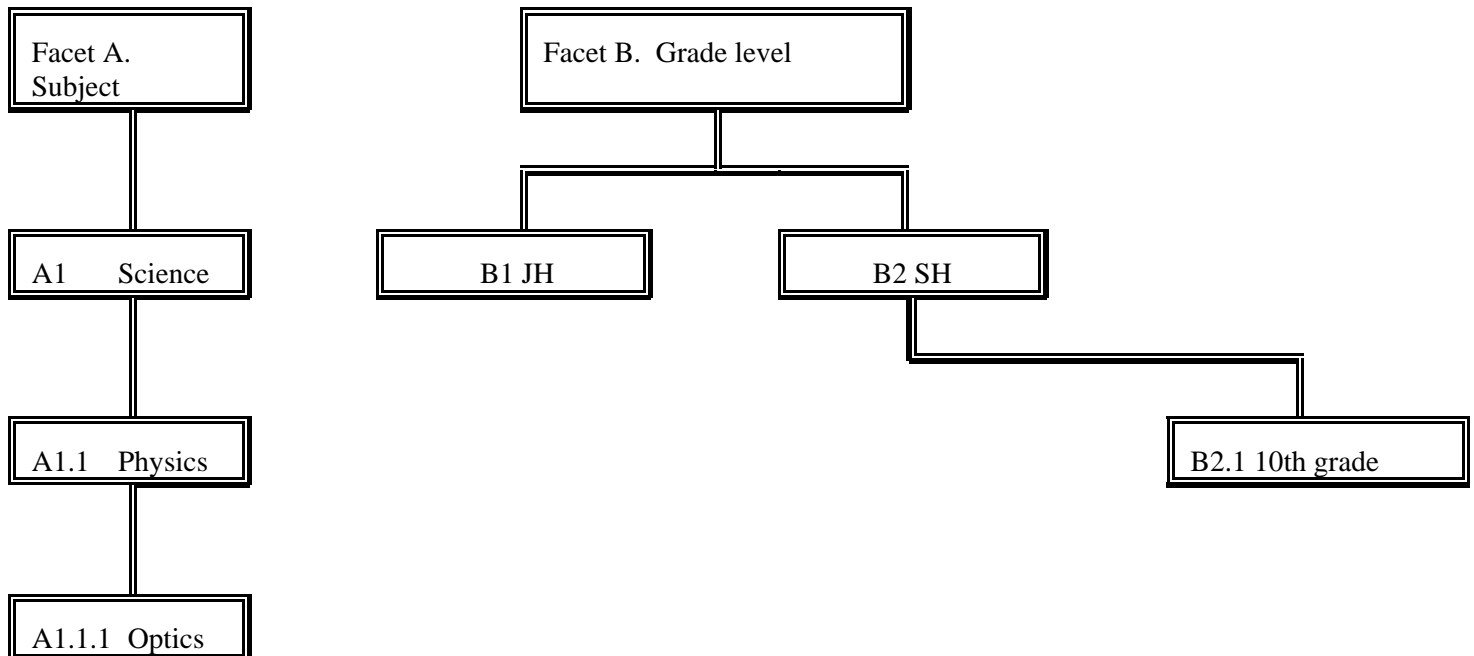 Facet A.
Subject
Facet B. Grade level
A1 Science
B1 JH
B2 SH
A1.1 Physics
B2.1 10th grade
A1.1.1 Optics